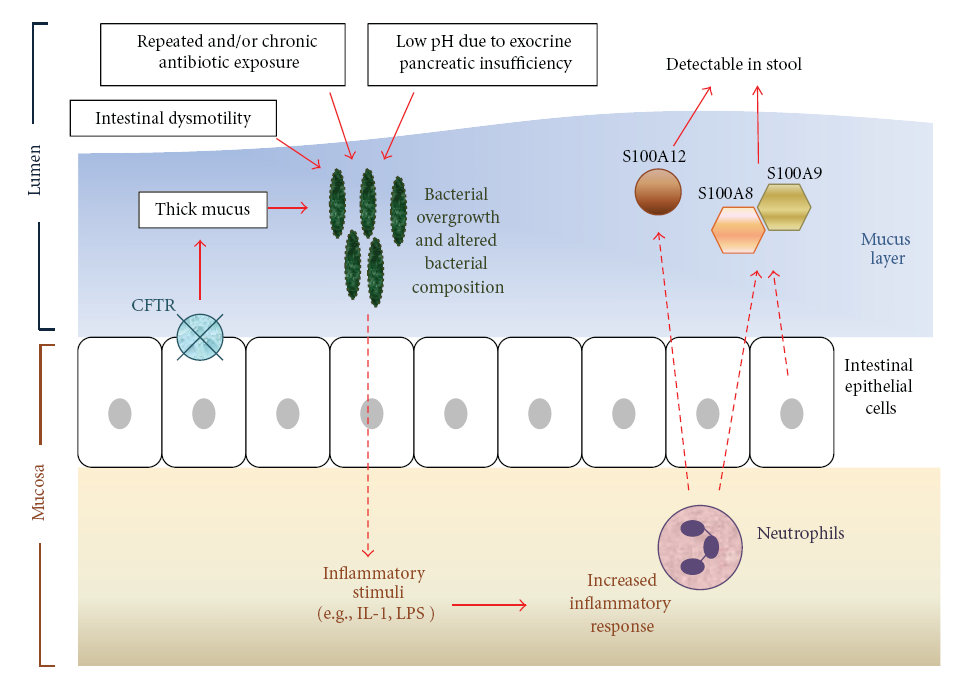 Repeated and/or chronic
antibiotic exposure
Low pH due to exocrine
pancreatic insufficiency
Detectable in stool
Intestinal dysmotility
Lumen
Thick mucus
Bacterial
overgrowth
and altered
bacterial
composition
S100A12
S100A8
S100A9
Mucus
layer
CFTR
Intestinal
epithelial
cells
Mucosa
Neutrophils
Inflammatory
stimuli
(e.g., IL-1, LPS )
Increased
inflammatory
response